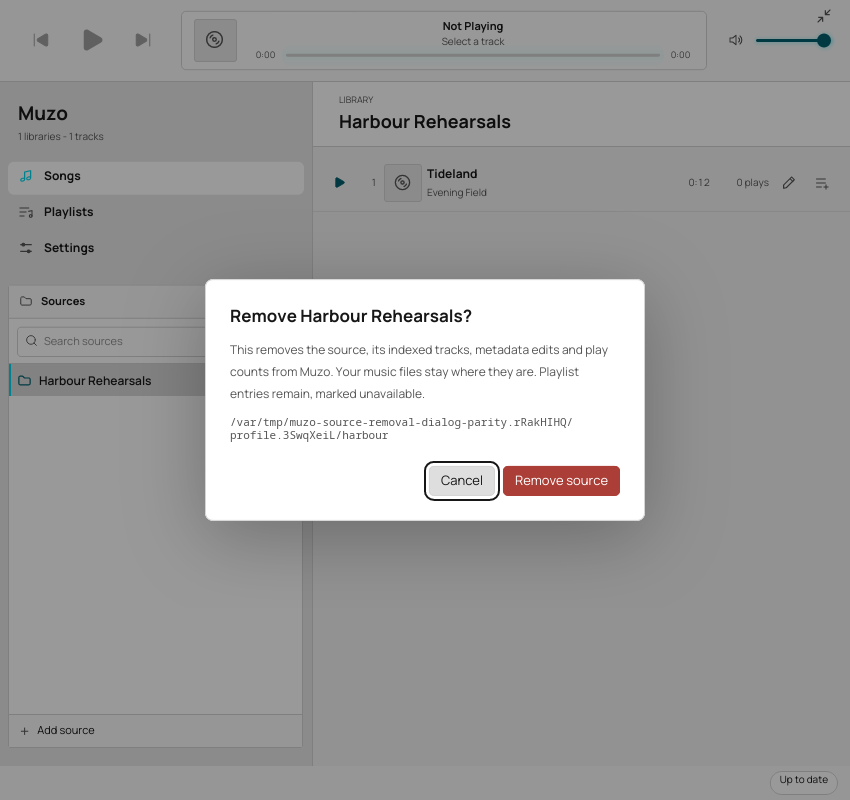 Not Playing
Select a track
0:00
0:00
Muzo
1 libraries - 1 tracks
Songs
Playlists
Settings
Sources
Search sources
Harbour Rehearsals
Add source
LIBRARY
Harbour Rehearsals
1
Tideland
Evening Field
0:12
0 plays
Remove Harbour Rehearsals?
This removes the source, its indexed tracks, metadata edits and play
counts from Muzo. Your music files stay where they are. Playlist
entries remain, marked unavailable.
/var/tmp/muzo-source-removal-dialog-parity.rRakHIHQ/
profile.3SwqXeiL/harbour
Cancel
Remove source
Up to date